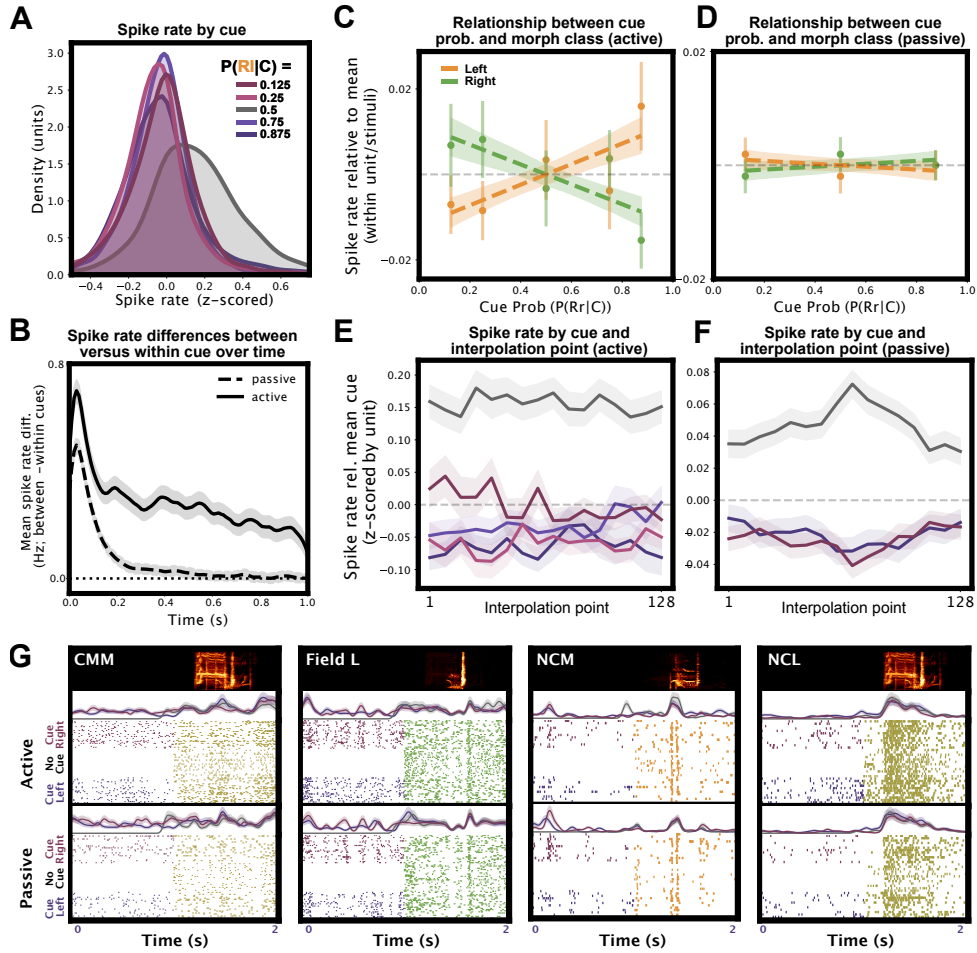 A
Spike rate by cue
3.0
2.5
2.0
1.5
1.0
0.5
0.0
Density (units)
P(Rl|C) =
0.125
0.25
0.5
0.75
0.875
-0.4
-0.2
0.0
0.2
0.4
0.6
Spike rate (z-scored)
B
Spike rate differences between
versus within cue over time
0.8
0.0
Mean spike rate diff.
(Hz; between -within cues)
passive
active
0.0
0.2
0.4
0.6
0.8
1.0
Time (s)
C
Relationship between cue
prob. and morph class (active)
Left
Right
0.02
−0.02
Spike rate relative to mean
(within unit/stimuli)
0.0
0.2
0.4
0.6
0.8
1.0
Cue Prob (P(Rr|C))
D
Relationship between cue
prob. and morph class (passive)
0.02
-0.02
0.0
0.2
0.4
0.6
0.8
1.0
Cue Prob (P(Rr|C))
E
Spike rate by cue and
interpolation point (active)
0.20
0.15
0.10
0.05
0.00
−0.05
−0.10
Spike rate rel. mean cue
(z-scored by unit)
1
Interpolation point
128
F
Spike rate by cue and
interpolation point (passive)
0.08
0.06
0.04
0.02
0.00
-0.02
-0.04
1
Interpolation point
128
G
CMM
Field L
NCM
NCL
Active
Cue Right
No Cue
Cue Left
Passive
Cue Right
No Cue
Cue Left
0
Time (s)
2
0
Time (s)
2
0
Time (s)
2
0
Time (s)
2